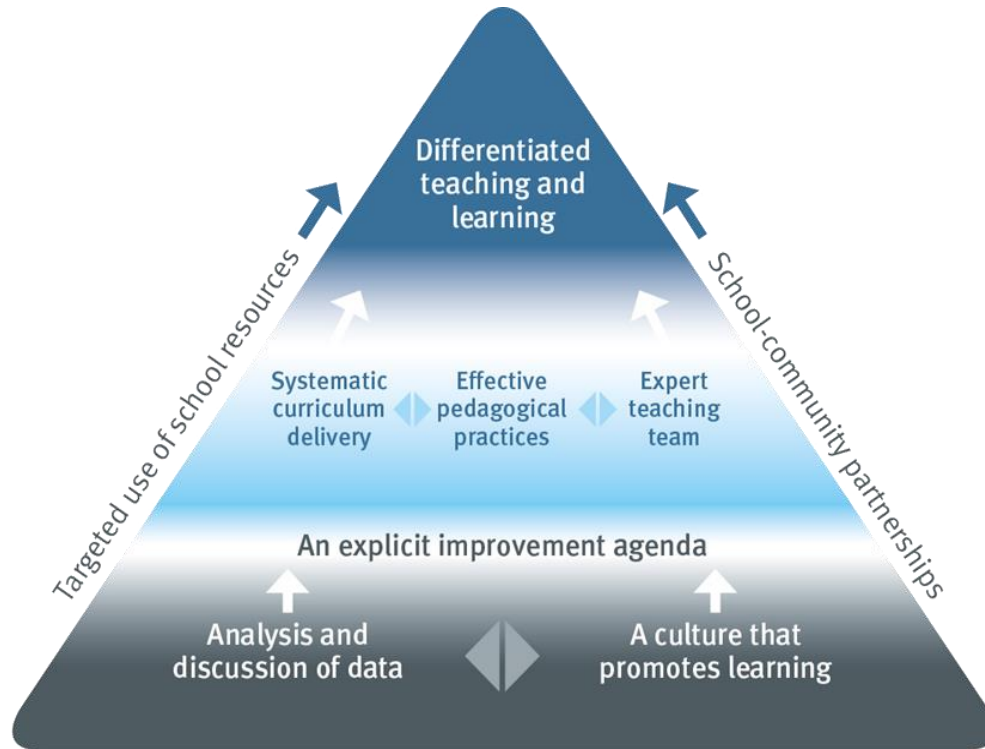 Differentiated
teaching and
learning
Targeted use of school resources
School-community partnerships
Systematic
curriculum
delivery
Effective
pedagogical
practices
Expert
teaching
team
An explicit improvement agenda
Analysis and
discussion of data
A culture that
promotes learning